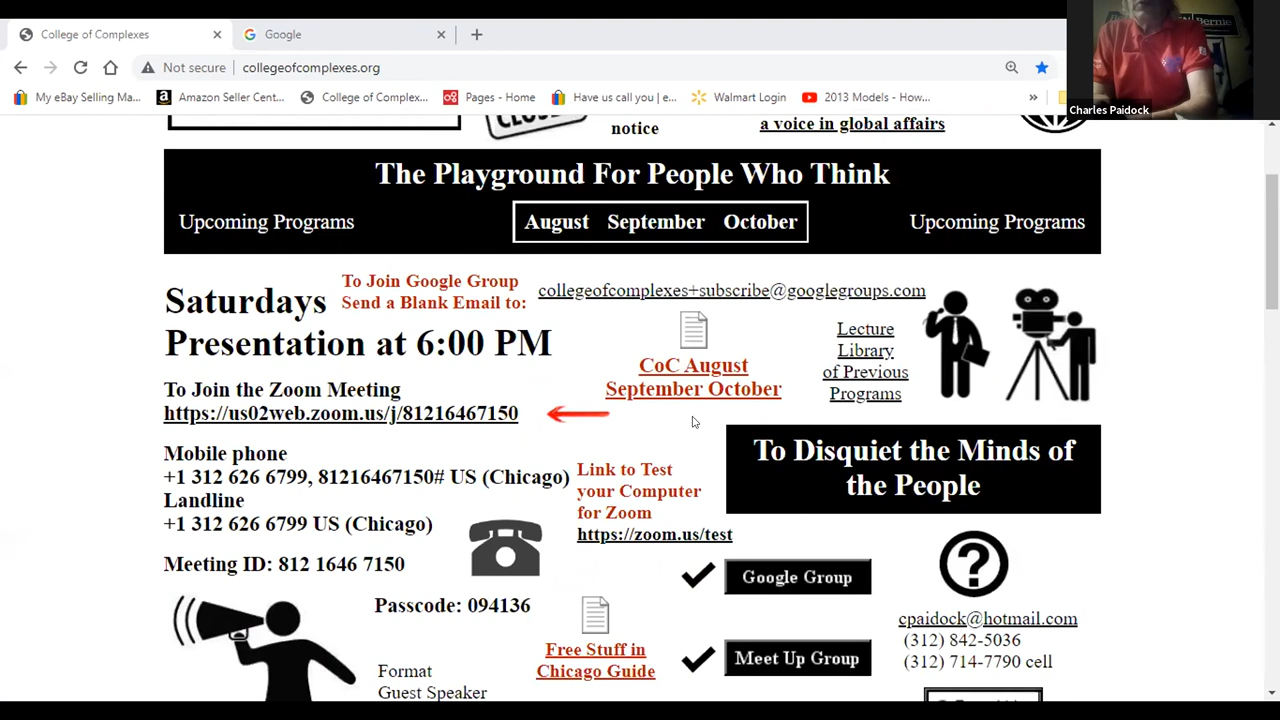 College of Complexes
Google
Not secure
collegeofcomplexes.org
My eBay Selling Ma...
Amazon Seller Cent...
College of Complex...
Pages - Home
Have us call you | e...
Walmart Login
2013 Models - How...
»
Bernie
Charles Paidock
notice
a voice in global affairs
The Playground For People Who Think
Upcoming Programs
August September October
Upcoming Programs
To Join Google Group
Send a Blank Email to:
collegeofcomplexes+subscribe@googlegroups.com
Saturdays
Presentation at 6:00 PM
CoC August
September October
Lecture
Library
of Previous
Programs
To Join the Zoom Meeting
https://us02web.zoom.us/j/81216467150
Mobile phone
+1 312 626 6799, 81216467150# US (Chicago)
Landline
+1 312 626 6799 US (Chicago)
Meeting ID: 812 1646 7150
Passcode: 094136
Link to Test
your Computer
for Zoom
https://zoom.us/test
To Disquiet the Minds of
the People
Google Group
Meet Up Group
?
cpaidock@hotmail.com
(312) 842-5036
(312) 714-7790 cell
Free Stuff in
Chicago Guide
Format
Guest Speaker